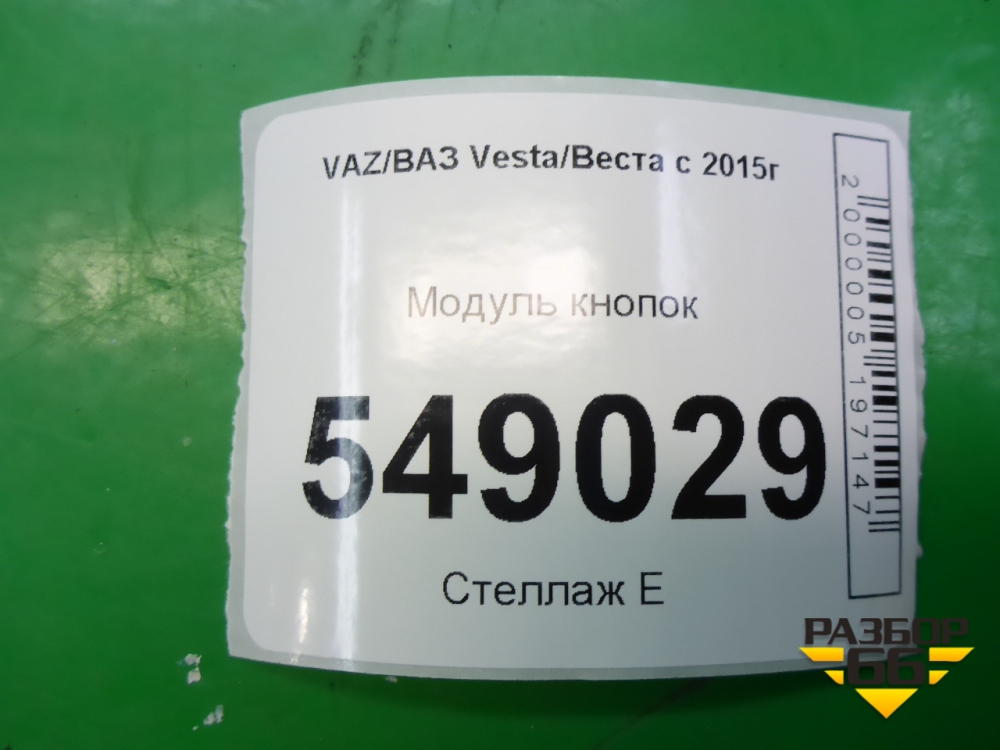 VAZ/ВАЗ Vesta/Веста с 2015г
Модуль кнопок
549029
Стеллаж Е
2000005197147
РАЗБОР
66